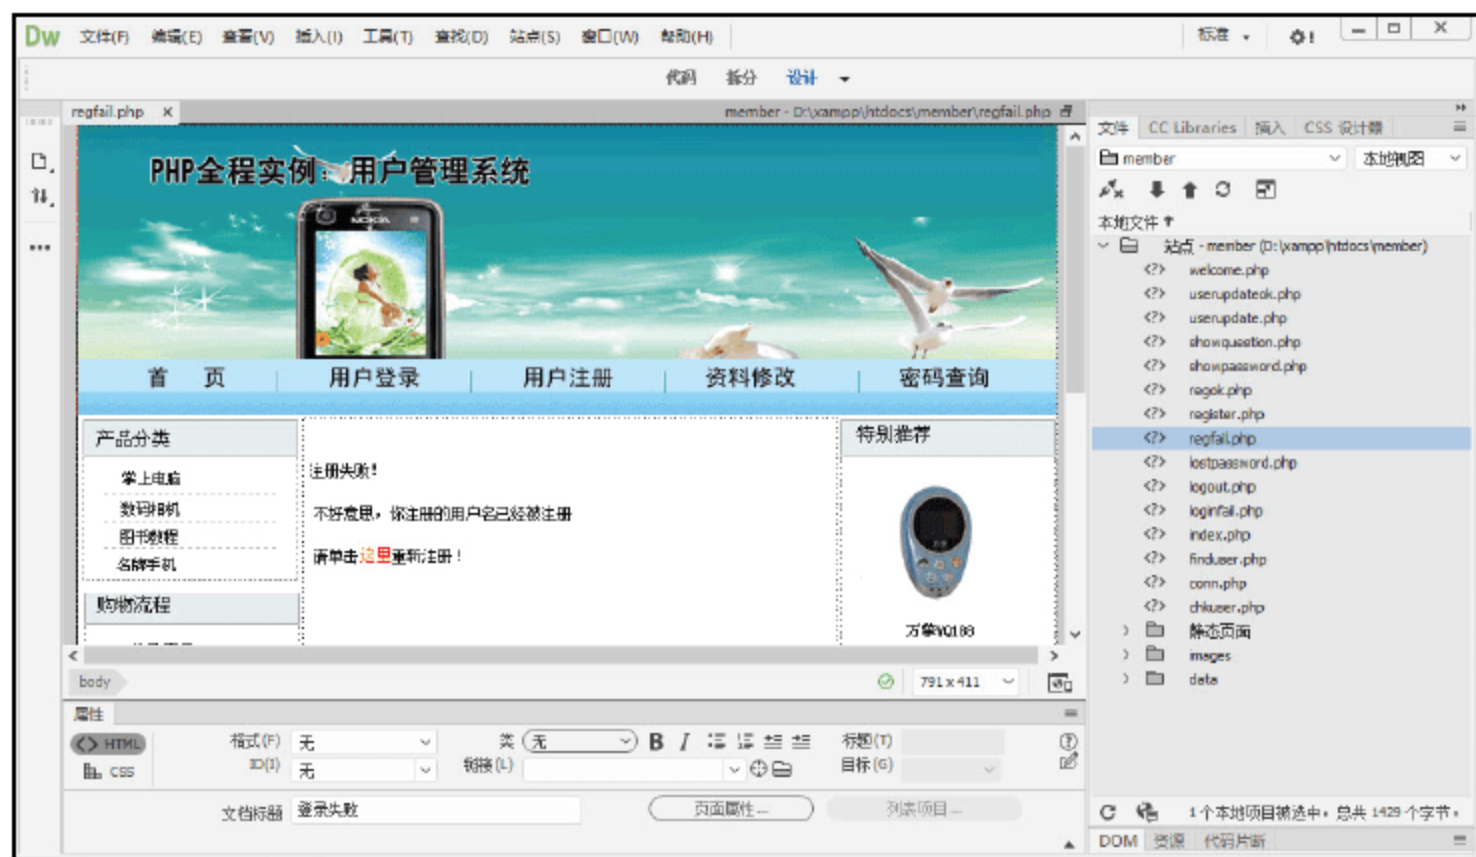 Dw 文件(F) 编辑(E) 查看(V) 插入(I) 工具(T) 查找(D) 站点(S) 窗口(W) 帮助(H) 标准
代码 拆分 设计
regfail.php × member - D:\xampp\htdocs\member\regfail.php
PHP全程实例：用户管理系统
NOKIA
首 页 用户登录 用户注册 资料修改 密码查询
产品分类
掌上电脑
数码相机
图书教程
名牌手机
购物流程
注册失败！
不好意思，你注册的用户名已经被注册
请单击这里重新注册！
特别推荐
万擎VQ188
body 791 x 411
属性
<> HTML 格式(F) 无 类 无 B I 标题(T)
CSS ID(I) 无 链接(L) 目标(G)
文档标题 登录失败 页面属性... 列表项目...
文件 CC Libraries 插入 CSS 设计器
member 本地视图
本地文件↑
站点 - member (D:\xampp\htdocs\member)
welcome.php
userupdateok.php
userupdate.php
showquestion.php
showpassword.php
regok.php
register.php
regfail.php
lostpassword.php
logout.php
loginfail.php
index.php
finduser.php
conn.php
chkuser.php
静态页面
images
data
1 个本地项目被选中，总共 1429 个字节。
DOM 资源 代码片断